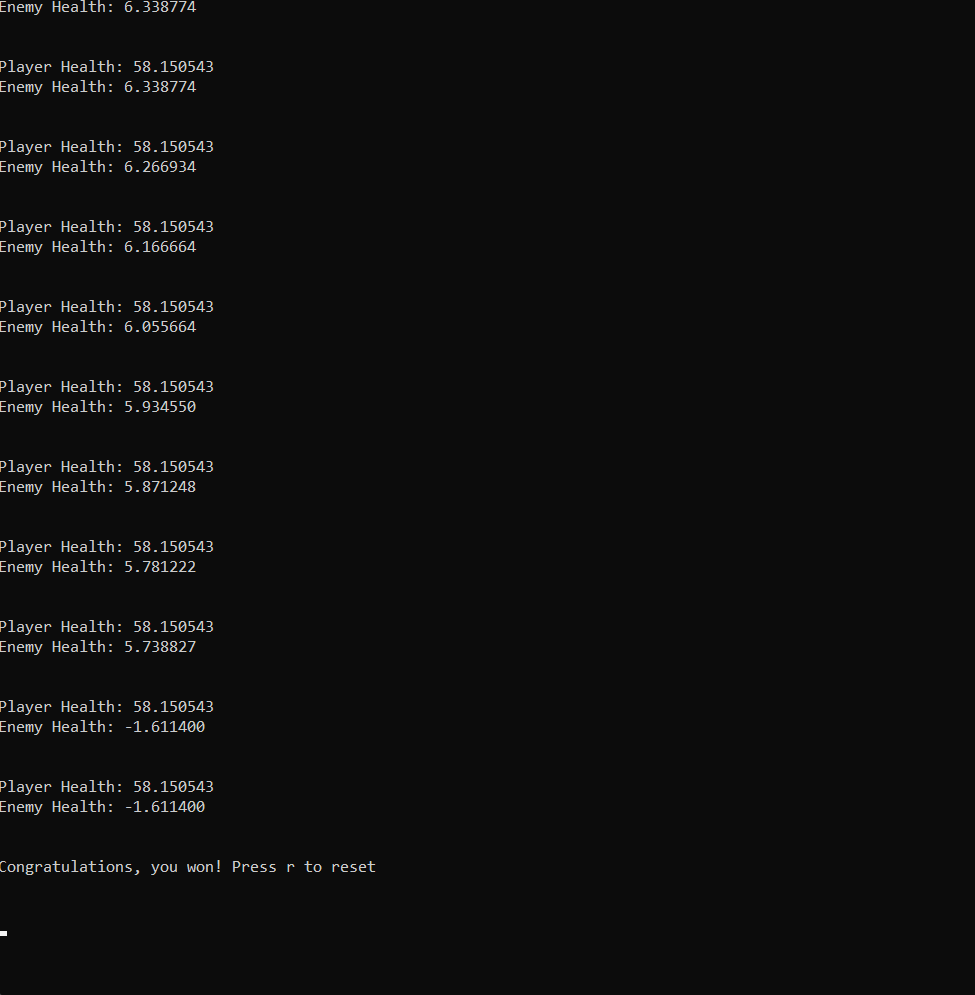 Enemy Health: 6.338774
Player Health: 58.150543
Enemy Health: 6.338774
Player Health: 58.150543
Enemy Health: 6.266934
Player Health: 58.150543
Enemy Health: 6.166664
Player Health: 58.150543
Enemy Health: 6.055664
Player Health: 58.150543
Enemy Health: 5.934550
Player Health: 58.150543
Enemy Health: 5.871248
Player Health: 58.150543
Enemy Health: 5.781222
Player Health: 58.150543
Enemy Health: 5.738827
Player Health: 58.150543
Enemy Health: -1.611400
Player Health: 58.150543
Enemy Health: -1.611400
Congratulations, you won! Press r to reset